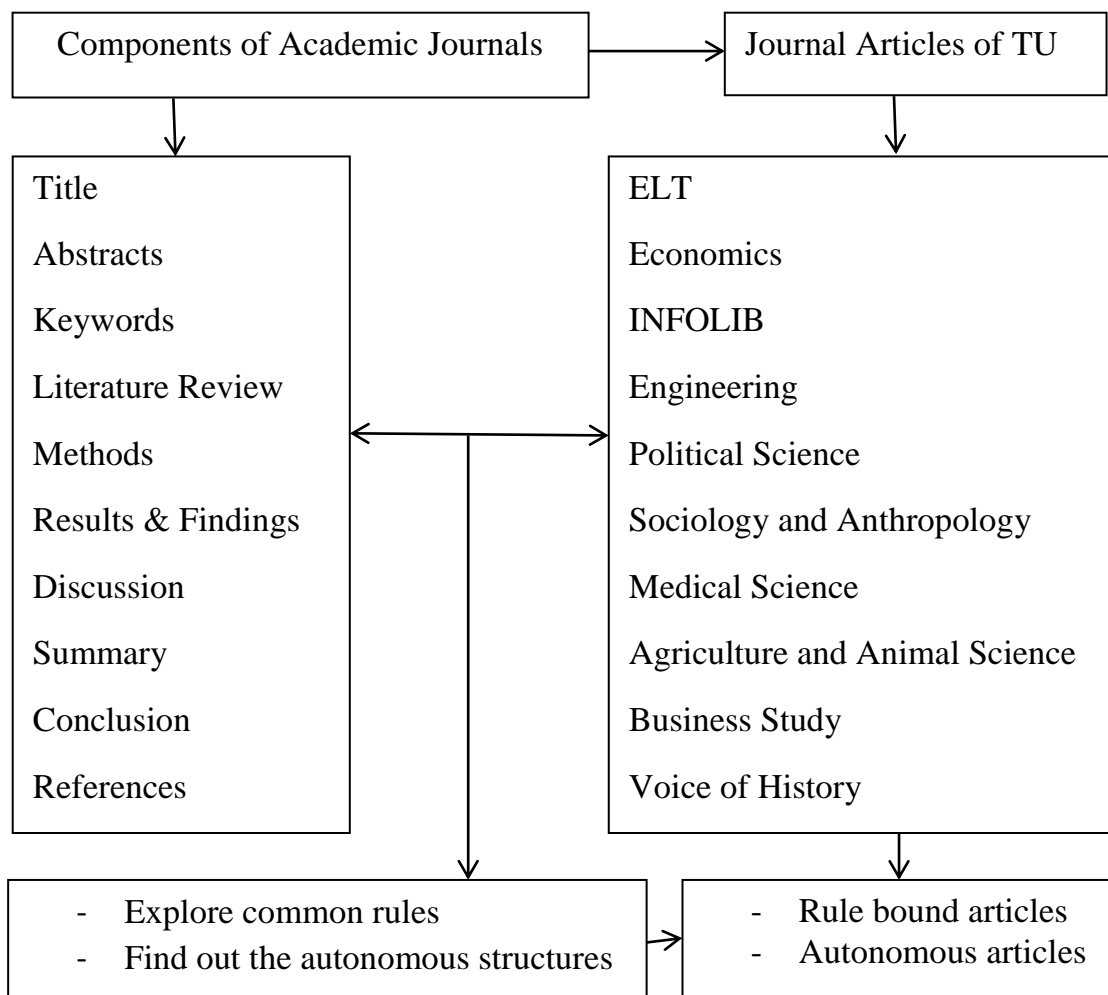 Components of Academic Journals
Journal Articles of TU
Title
Abstracts
Keywords
Literature Review
Methods
Results & Findings
Discussion
Summary
Conclusion
References
ELT
Economics
INFOLIB
Engineering
Political Science
Sociology and Anthropology
Medical Science
Agriculture and Animal Science
Business Study
Voice of History
- Explore common rules
- Find out the autonomous structures
- Rule bound articles
- Autonomous articles